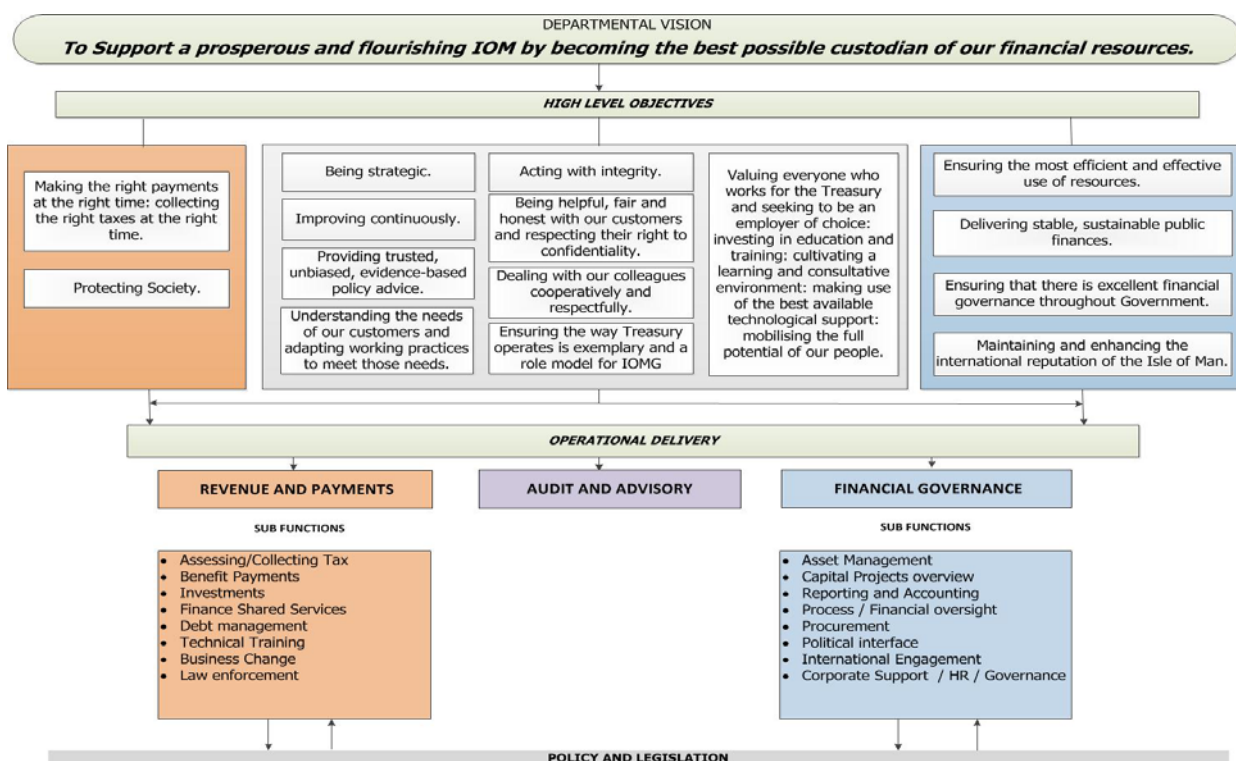 DEPARTMENTAL VISION
To Support a prosperous and flourishing IOM by becoming the best possible custodian of our financial resources.
HIGH LEVEL OBJECTIVES
Making the right payments
at the right time: collecting
the right taxes at the right
time.
Protecting Society.
Being strategic.
Improving continuously.
Providing trusted,
unbiased, evidence-based
policy advice.
Understanding the needs
of our customers and
adapting working practices
to meet those needs.
Acting with integrity.
Being helpful, fair and
honest with our customers
and respecting their right to
confidentiality.
Dealing with our colleagues
cooperatively and
respectfully.
Ensuring the way Treasury
operates is exemplary and a
role model for IOMG
Valuing everyone who
works for the Treasury
and seeking to be an
employer of choice:
investing in education and
training: cultivating a
learning and consultative
environment: making use
of the best available
technological support:
mobilising the full
potential of our people.
Ensuring the most efficient and effective
use of resources.
Delivering stable, sustainable public
finances.
Ensuring that there is excellent financial
governance throughout Government.
Maintaining and enhancing the
international reputation of the Isle of Man.
OPERATIONAL DELIVERY
REVENUE AND PAYMENTS
AUDIT AND ADVISORY
FINANCIAL GOVERNANCE
SUB FUNCTIONS
• Assessing/Collecting Tax
• Benefit Payments
• Investments
• Finance Shared Services
• Debt management
• Technical Training
• Business Change
• Law enforcement
SUB FUNCTIONS
• Asset Management
• Capital Projects overview
• Reporting and Accounting
• Process / Financial oversight
• Procurement
• Political interface
• International Engagement
• Corporate Support / HR / Governance
POLICY AND LEGISLATION